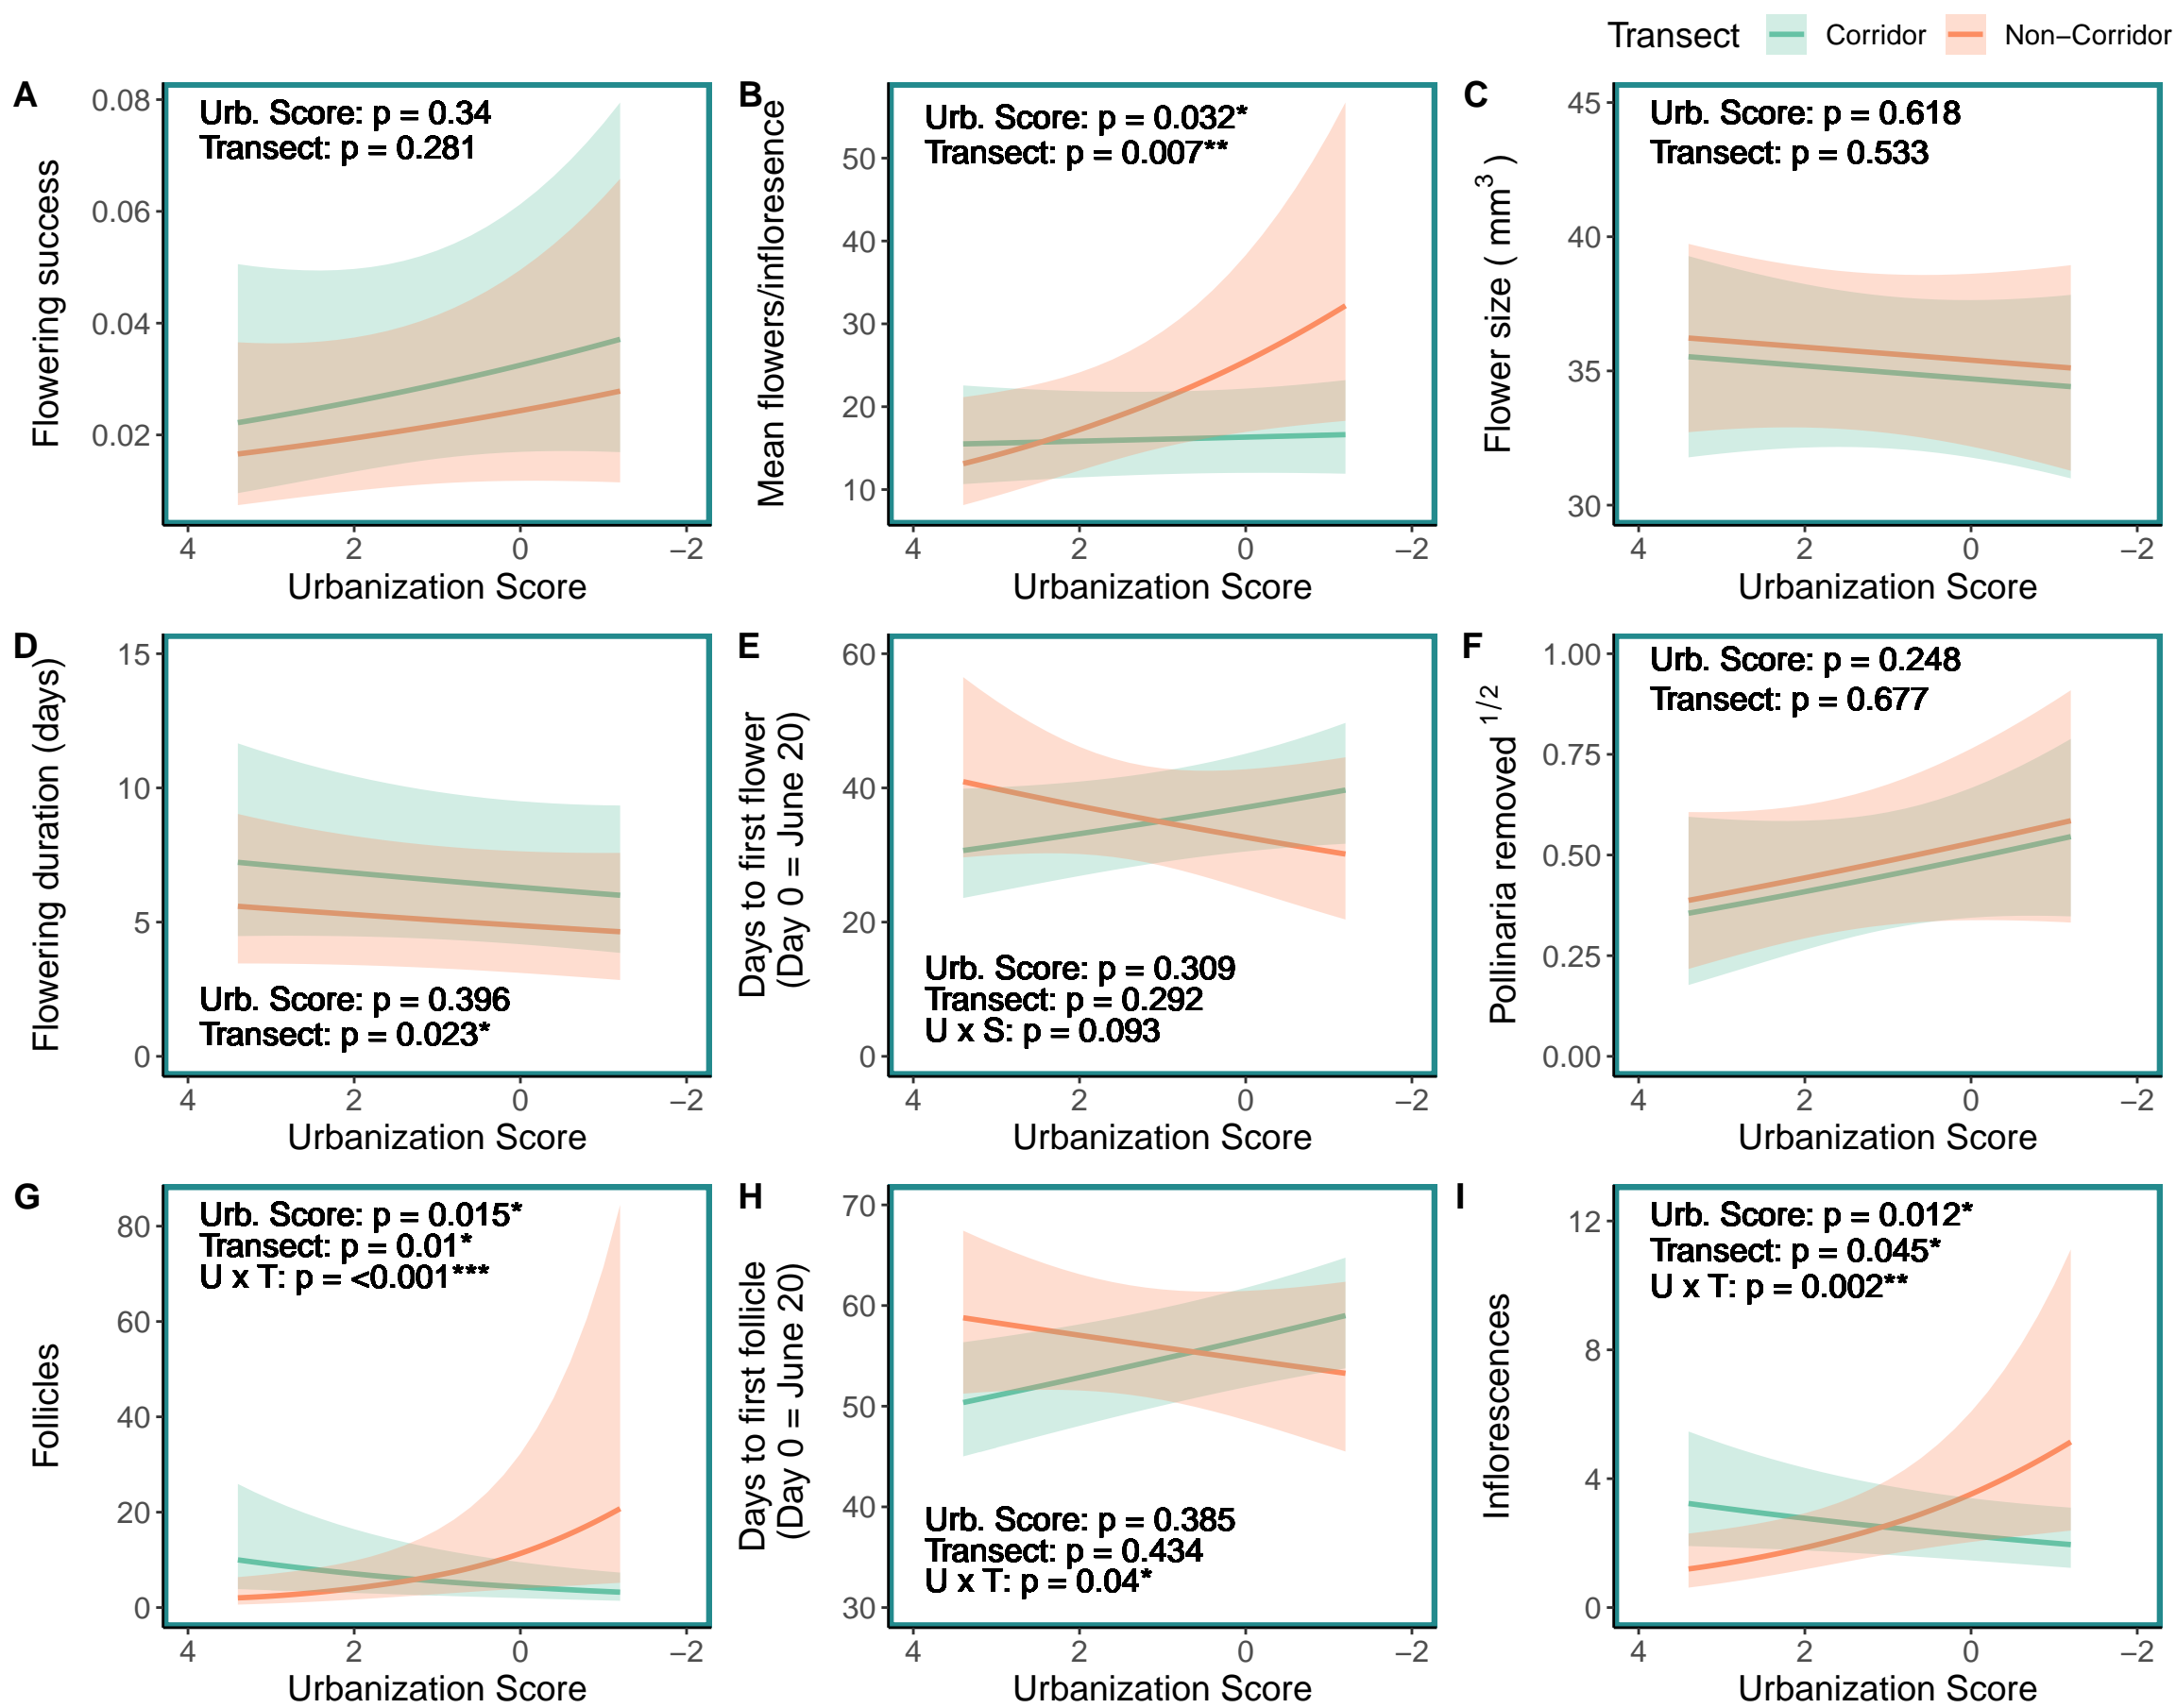 Transect Corridor Non−Corridor
A
Urb. Score: p = 0.34
Transect: p = 0.281
Flowering success
0.08
0.06
0.04
0.02
4 2 0 −2
Urbanization Score
B
Urb. Score: p = 0.032*
Transect: p = 0.007**
Mean flowers/infloresence
50
40
30
20
10
4 2 0 −2
Urbanization Score
C
Urb. Score: p = 0.618
Transect: p = 0.533
Flower size ( mm³ )
45
40
35
30
4 2 0 −2
Urbanization Score
D
Flowering duration (days)
15
10
5
0
Urb. Score: p = 0.396
Transect: p = 0.023*
4 2 0 −2
Urbanization Score
E
Days to first flower
(Day 0 = June 20)
60
40
20
0
Urb. Score: p = 0.309
Transect: p = 0.292
U x S: p = 0.093
4 2 0 −2
Urbanization Score
F
Urb. Score: p = 0.248
Transect: p = 0.677
Pollinaria removed 1/2
1.00
0.75
0.50
0.25
0.00
4 2 0 −2
Urbanization Score
G
Urb. Score: p = 0.015*
Transect: p = 0.01*
U x T: p = <0.001***
Follicles
80
60
40
20
0
4 2 0 −2
Urbanization Score
H
Days to first follicle
(Day 0 = June 20)
70
60
50
40
30
Urb. Score: p = 0.385
Transect: p = 0.434
U x T: p = 0.04*
4 2 0 −2
Urbanization Score
I
Urb. Score: p = 0.012*
Transect: p = 0.045*
U x T: p = 0.002**
Inflorescences
12
8
4
0
4 2 0 −2
Urbanization Score